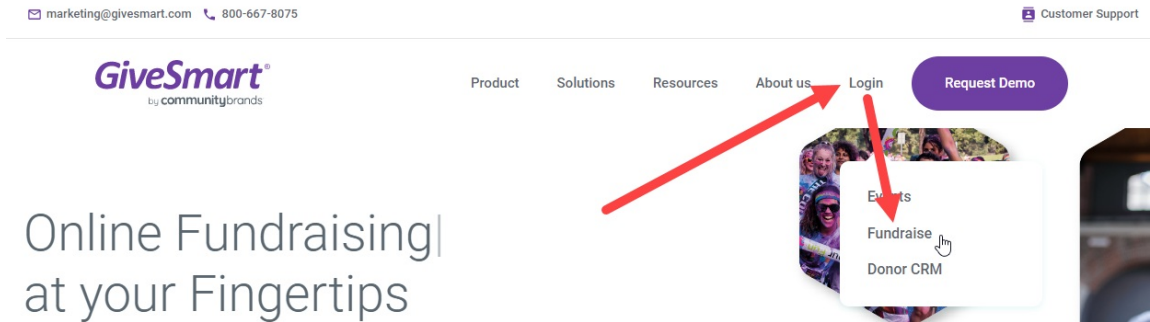 marketing@givesmart.com 800-667-8075 Customer Support
GiveSmart®
by communitybrands
Product Solutions Resources About us Login Request Demo
Events
Fundraise
Donor CRM
Online Fundraising
at your Fingertips